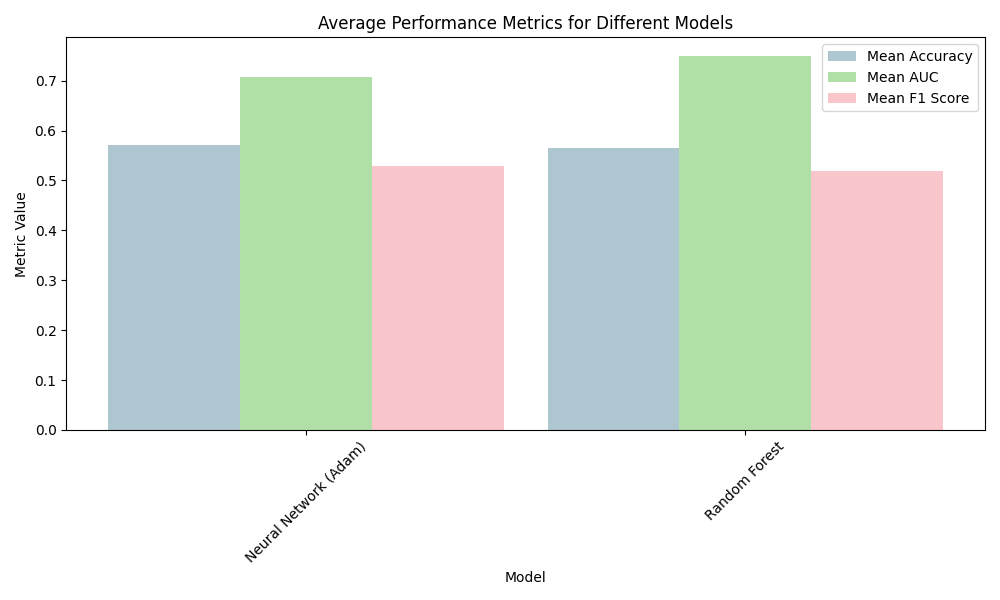 Average Performance Metrics for Different Models
Mean Accuracy
Mean AUC
Mean F1 Score
Metric Value
0.7
0.6
0.5
0.4
0.3
0.2
0.1
0.0
Neural Network (Adam)
Random Forest
Model